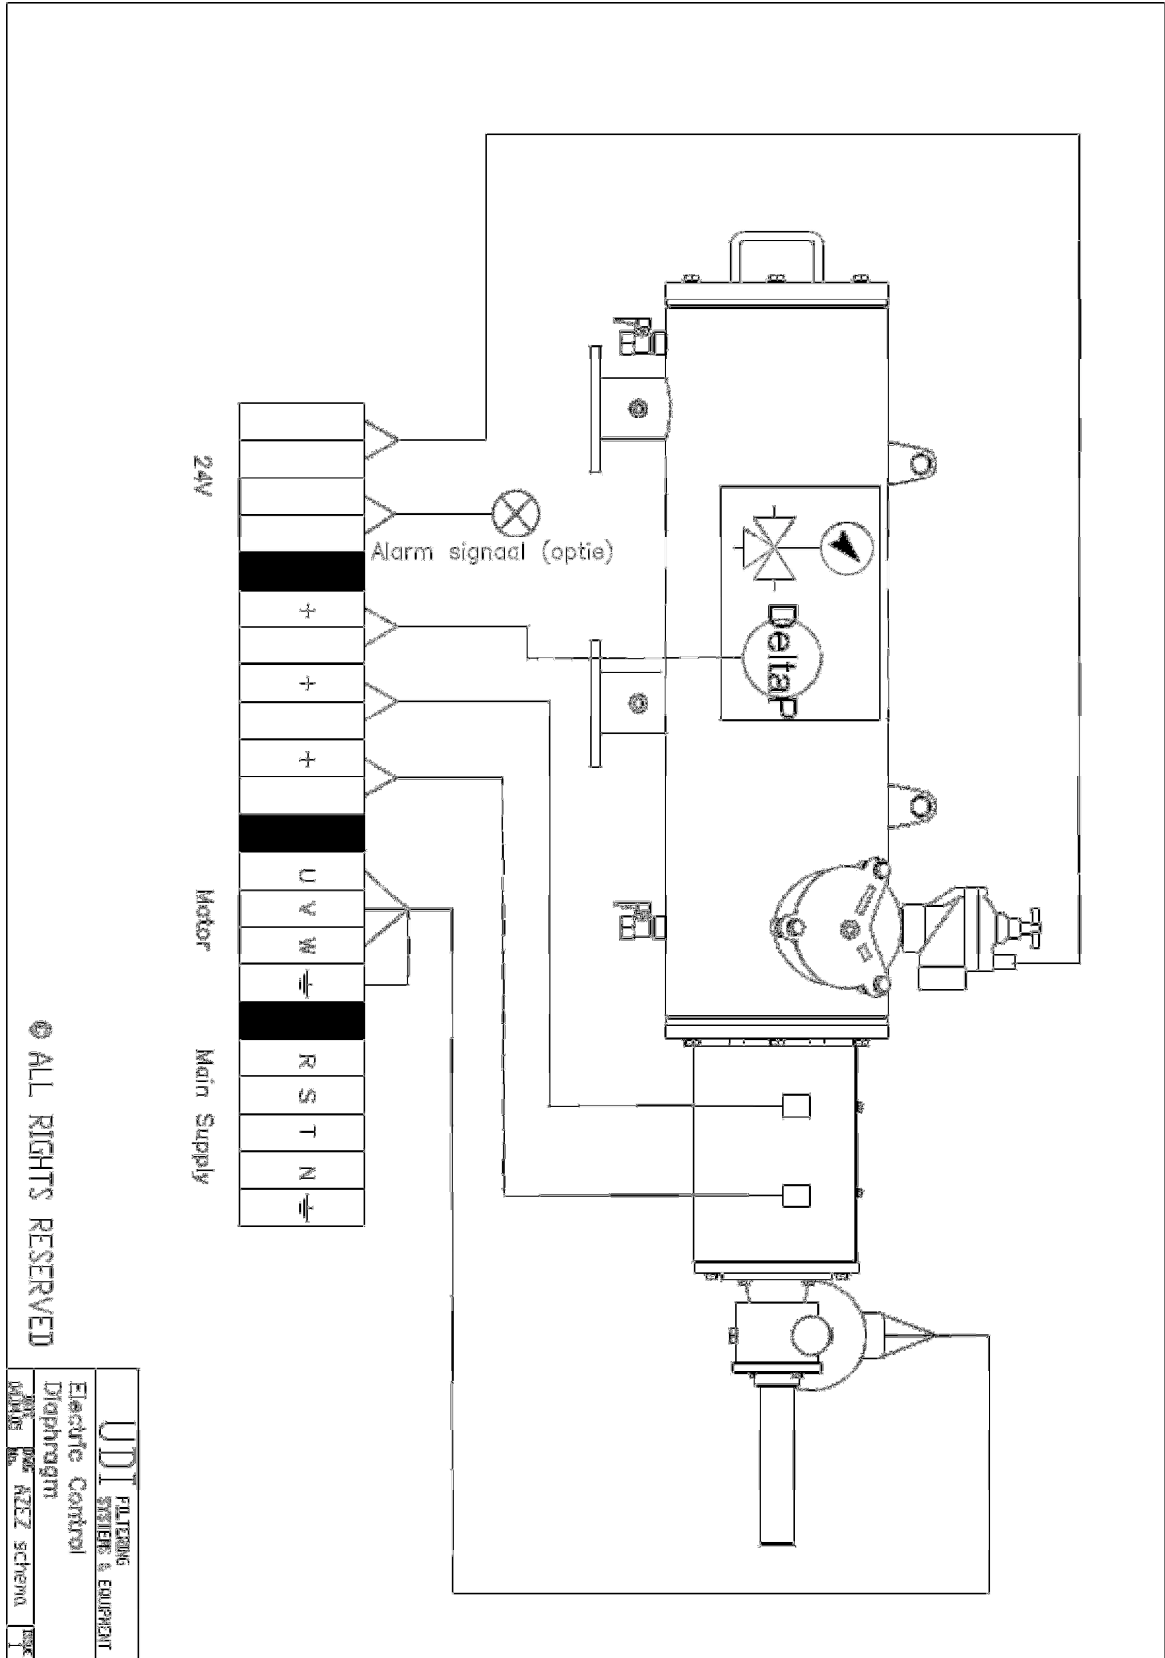 24V
Alarm signaal (optie)
DeltaP
+
+
+
U
V
W
Motor
R
S
T
N
Main Supply
© ALL RIGHTS RESERVED
UDI
FILTERING
SYSTEMS & EQUIPMENT
Electric Control
Diaphragm
schema
1